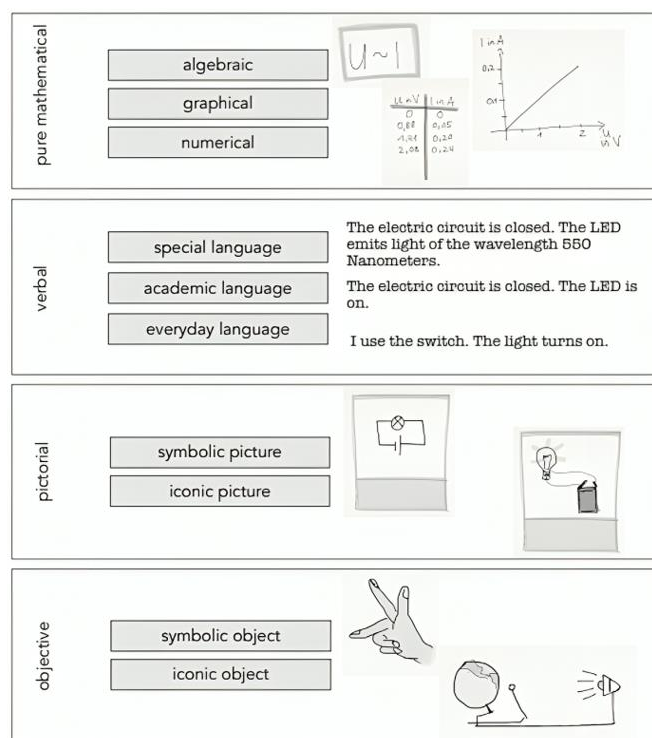 pure mathematical
algebraic
graphical
numerical
U~I
U in V I in A
0 0
0,88 0,05
0,20
2,08 0,24
I in A
0,2
0,1
1 2 U in V
verbal
special language
academic language
everyday language
The electric circuit is closed. The LED
emits light of the wavelength 550
Nanometers.
The electric circuit is closed. The LED is
on.
I use the switch. The light turns on.
pictorial
symbolic picture
iconic picture
objective
symbolic object
iconic object